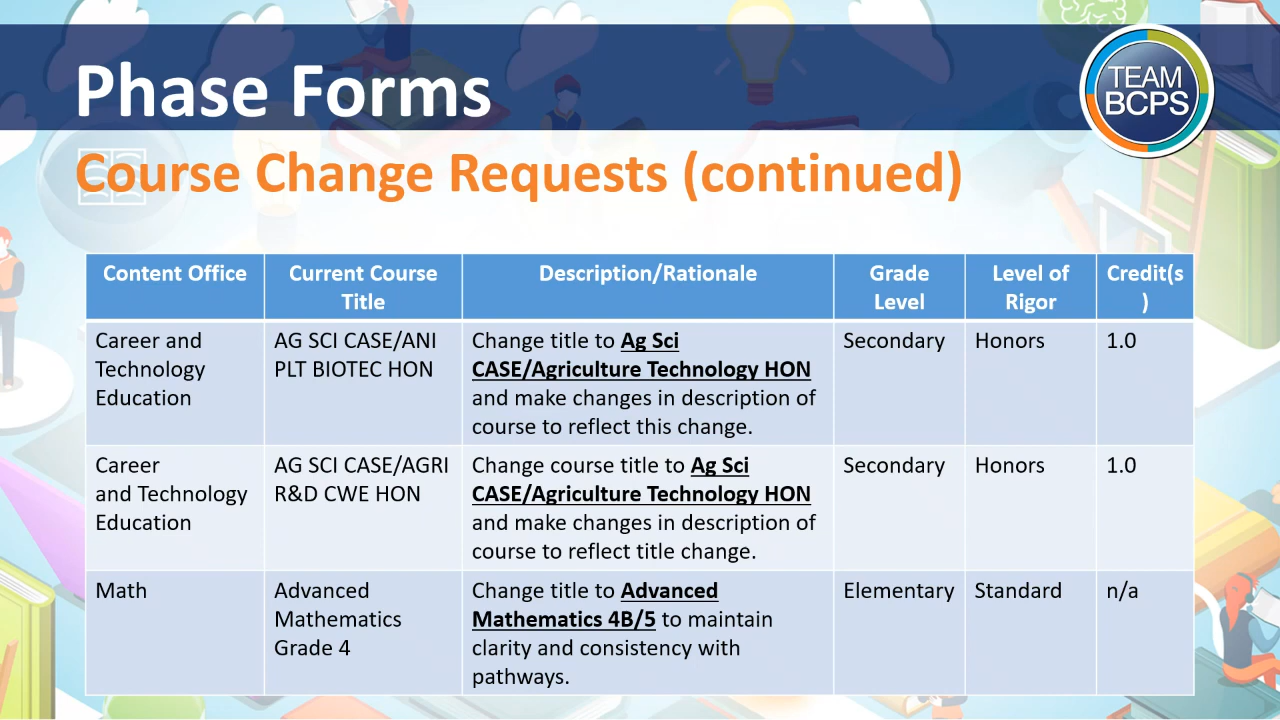 Phase Forms
TEAM
BCPS
Course Change Requests (continued)
Content Office
Current Course
Title
Description/Rationale
Grade
Level
Level of
Rigor
Credit(s
)
Career and
Technology
Education
AG SCI CASE/ANI
PLT BIOTEC HON
Change title to Ag Sci
CASE/Agriculture Technology HON
and make changes in description of
course to reflect this change.
Secondary
Honors
1.0
Career
and Technology
Education
AG SCI CASE/AGRI
R&D CWE HON
Change course title to Ag Sci
CASE/Agriculture Technology HON
and make changes in description of
course to reflect title change.
Secondary
Honors
1.0
Math
Advanced
Mathematics
Grade 4
Change title to Advanced
Mathematics 4B/5 to maintain
clarity and consistency with
pathways.
Elementary
Standard
n/a